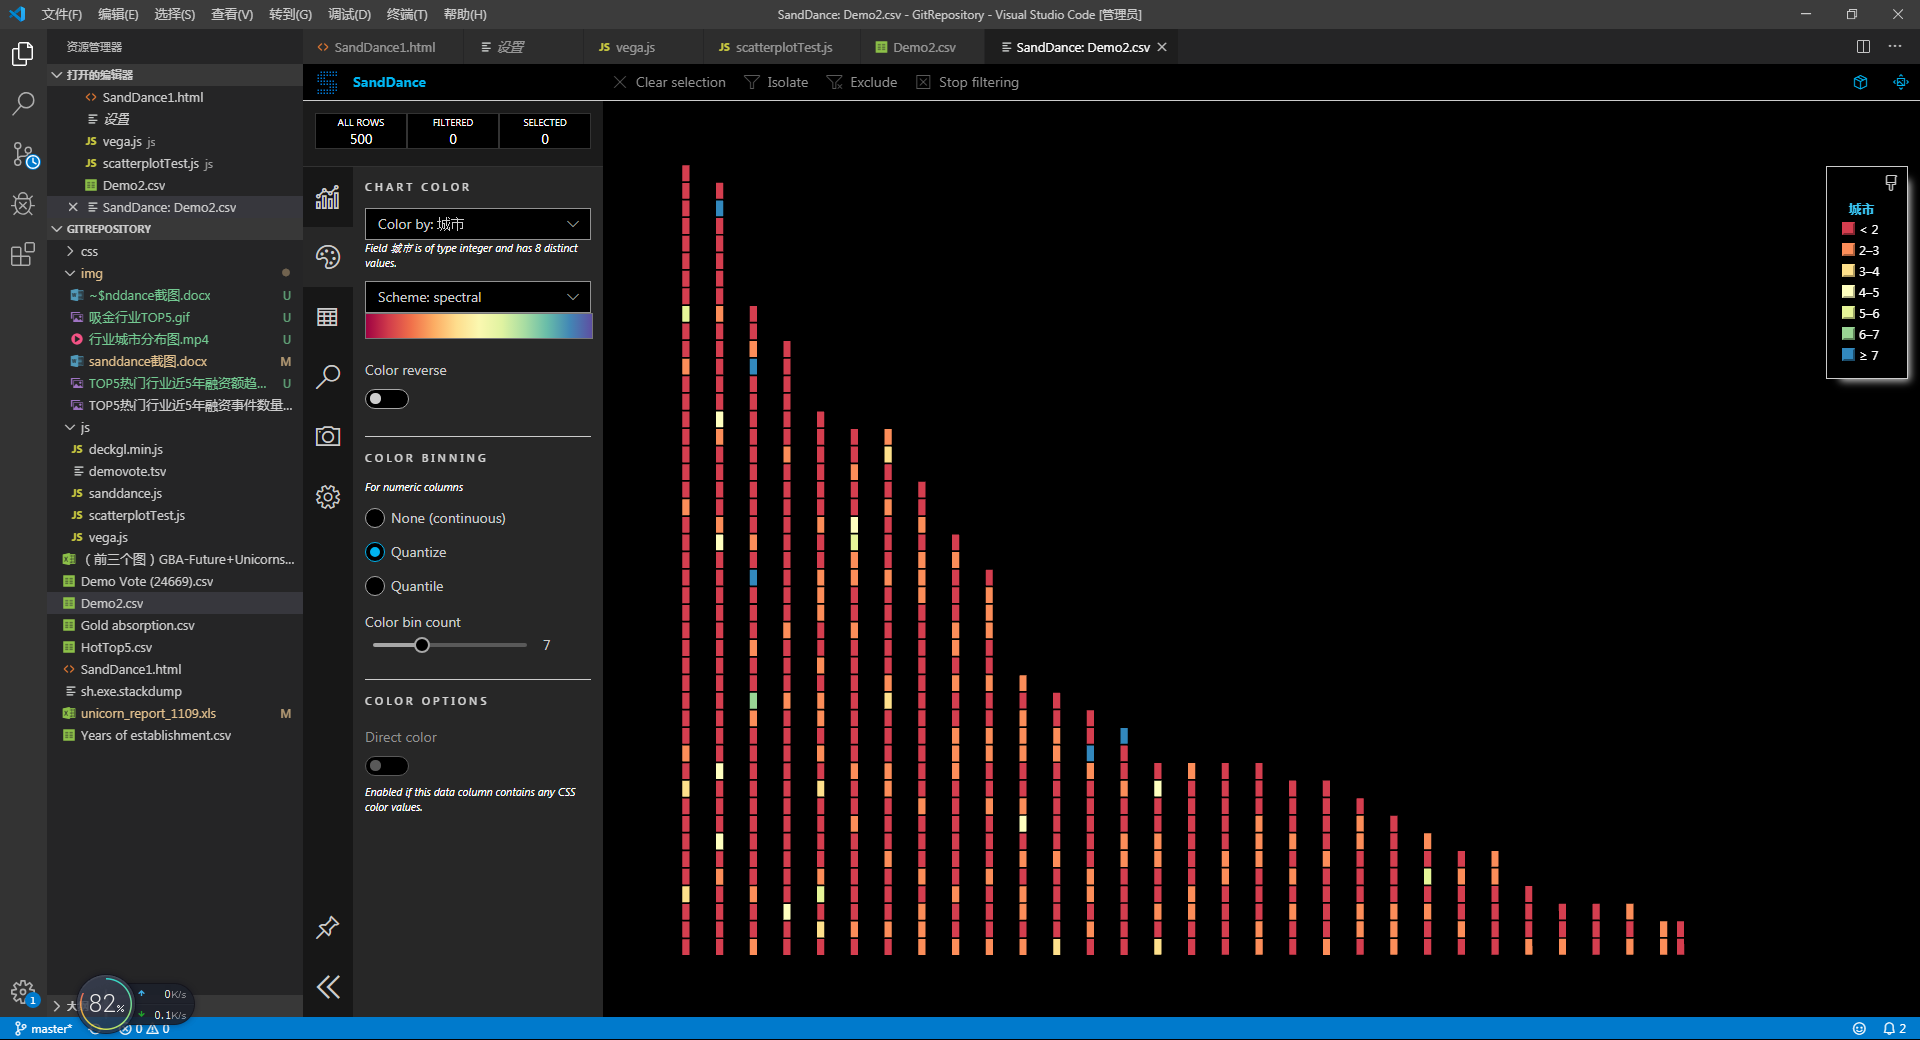 文件(F) 编辑(E) 选择(S) 查看(V) 转到(G) 调试(D) 终端(T) 帮助(H)
SandDance: Demo2.csv - GitRepository - Visual Studio Code [管理员]
资源管理器
SandDance1.html
设置
JS vega.js
JS scatterplotTest.js
Demo2.csv
SandDance: Demo2.csv
打开的编辑器
SandDance1.html
设置
JS vega.js js
JS scatterplotTest.js js
Demo2.csv
SandDance: Demo2.csv
GITREPOSITORY
css
img
~$nddance截图.docx U
吸金行业TOP5.gif U
行业城市分布图.mp4 U
sanddance截图.docx M
TOP5热门行业近5年融资额趋... U
TOP5热门行业近5年融资事件数量...
js
JS deckgl.min.js
demovote.tsv
JS sanddance.js
JS scatterplotTest.js
JS vega.js
（前三个图）GBA-Future+Unicorns...
Demo Vote (24669).csv
Demo2.csv
Gold absorption.csv
HotTop5.csv
SandDance1.html
sh.exe.stackdump
unicorn_report_1109.xls M
Years of establishment.csv
大
1
82%
0K/s
0.1K/s
master*
0 0
2
SandDance
Clear selection
Isolate
Exclude
Stop filtering
ALL ROWS
500
FILTERED
0
SELECTED
0
CHART COLOR
Color by: 城市
Field 城市 is of type integer and has 8 distinct
values.
Scheme: spectral
Color reverse
COLOR BINNING
For numeric columns
None (continuous)
Quantize
Quantile
Color bin count
7
COLOR OPTIONS
Direct color
Enabled if this data column contains any CSS
color values.
城市
< 2
2–3
3–4
4–5
5–6
6–7
≥ 7